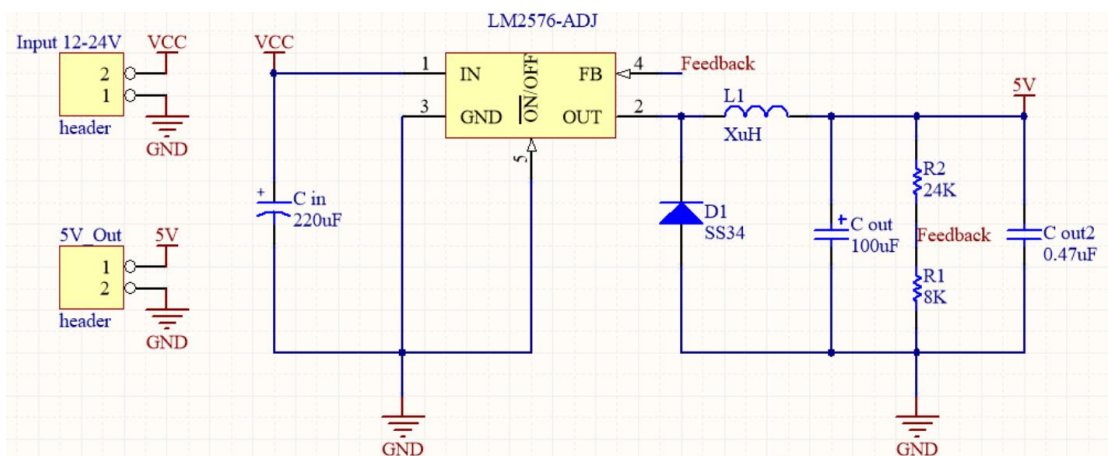 LM2576-ADJ
Input 12-24V
VCC
2
1
header
GND
VCC
1
IN
3
GND
ON/OFF
5
FB
4
Feedback
OUT
2
L1
XuH
5V
+
C in
220uF
D1
SS34
+
C out
100uF
R2
24K
Feedback
R1
8K
C out2
0.47uF
5V_Out
5V
1
2
header
GND
GND
GND